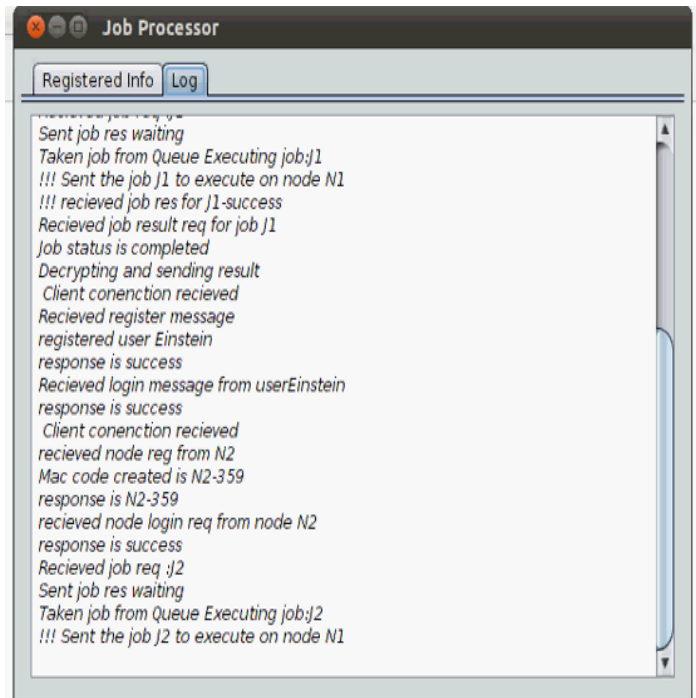 Job Processor
Registered Info Log
Sent job res waiting
Taken job from Queue Executing job:J1
!!! Sent the job J1 to execute on node N1
!!! recieved job res for J1-success
Recieved job result req for job J1
Job status is completed
Decrypting and sending result
Client conenction recieved
Recieved register message
registered user Einstein
response is success
Recieved login message from userEinstein
response is success
Client conenction recieved
recieved node reg from N2
Mac code created is N2-359
response is N2-359
recieved node login req from node N2
response is success
Recieved job req :J2
Sent job res waiting
Taken job from Queue Executing job:J2
!!! Sent the job J2 to execute on node N1